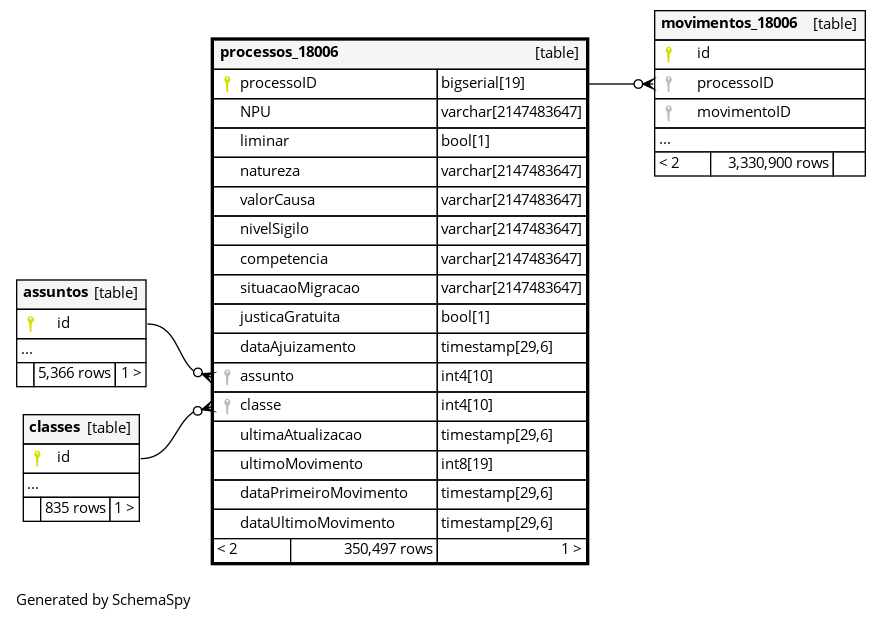 movimentos_18006 [table]
id
processoID
movimentoID
...
< 2 3,330,900 rows
processos_18006 [table]
processoID bigserial[19]
NPU varchar[2147483647]
liminar bool[1]
natureza varchar[2147483647]
valorCausa varchar[2147483647]
nivelSigilo varchar[2147483647]
competencia varchar[2147483647]
situacaoMigracao varchar[2147483647]
justicaGratuita bool[1]
dataAjuizamento timestamp[29,6]
assunto int4[10]
classe int4[10]
ultimaAtualizacao timestamp[29,6]
ultimoMovimento int8[19]
dataPrimeiroMovimento timestamp[29,6]
dataUltimoMovimento timestamp[29,6]
< 2 350,497 rows 1 >
assuntos [table]
id
...
5,366 rows 1 >
classes [table]
id
...
835 rows 1 >
Generated by SchemaSpy